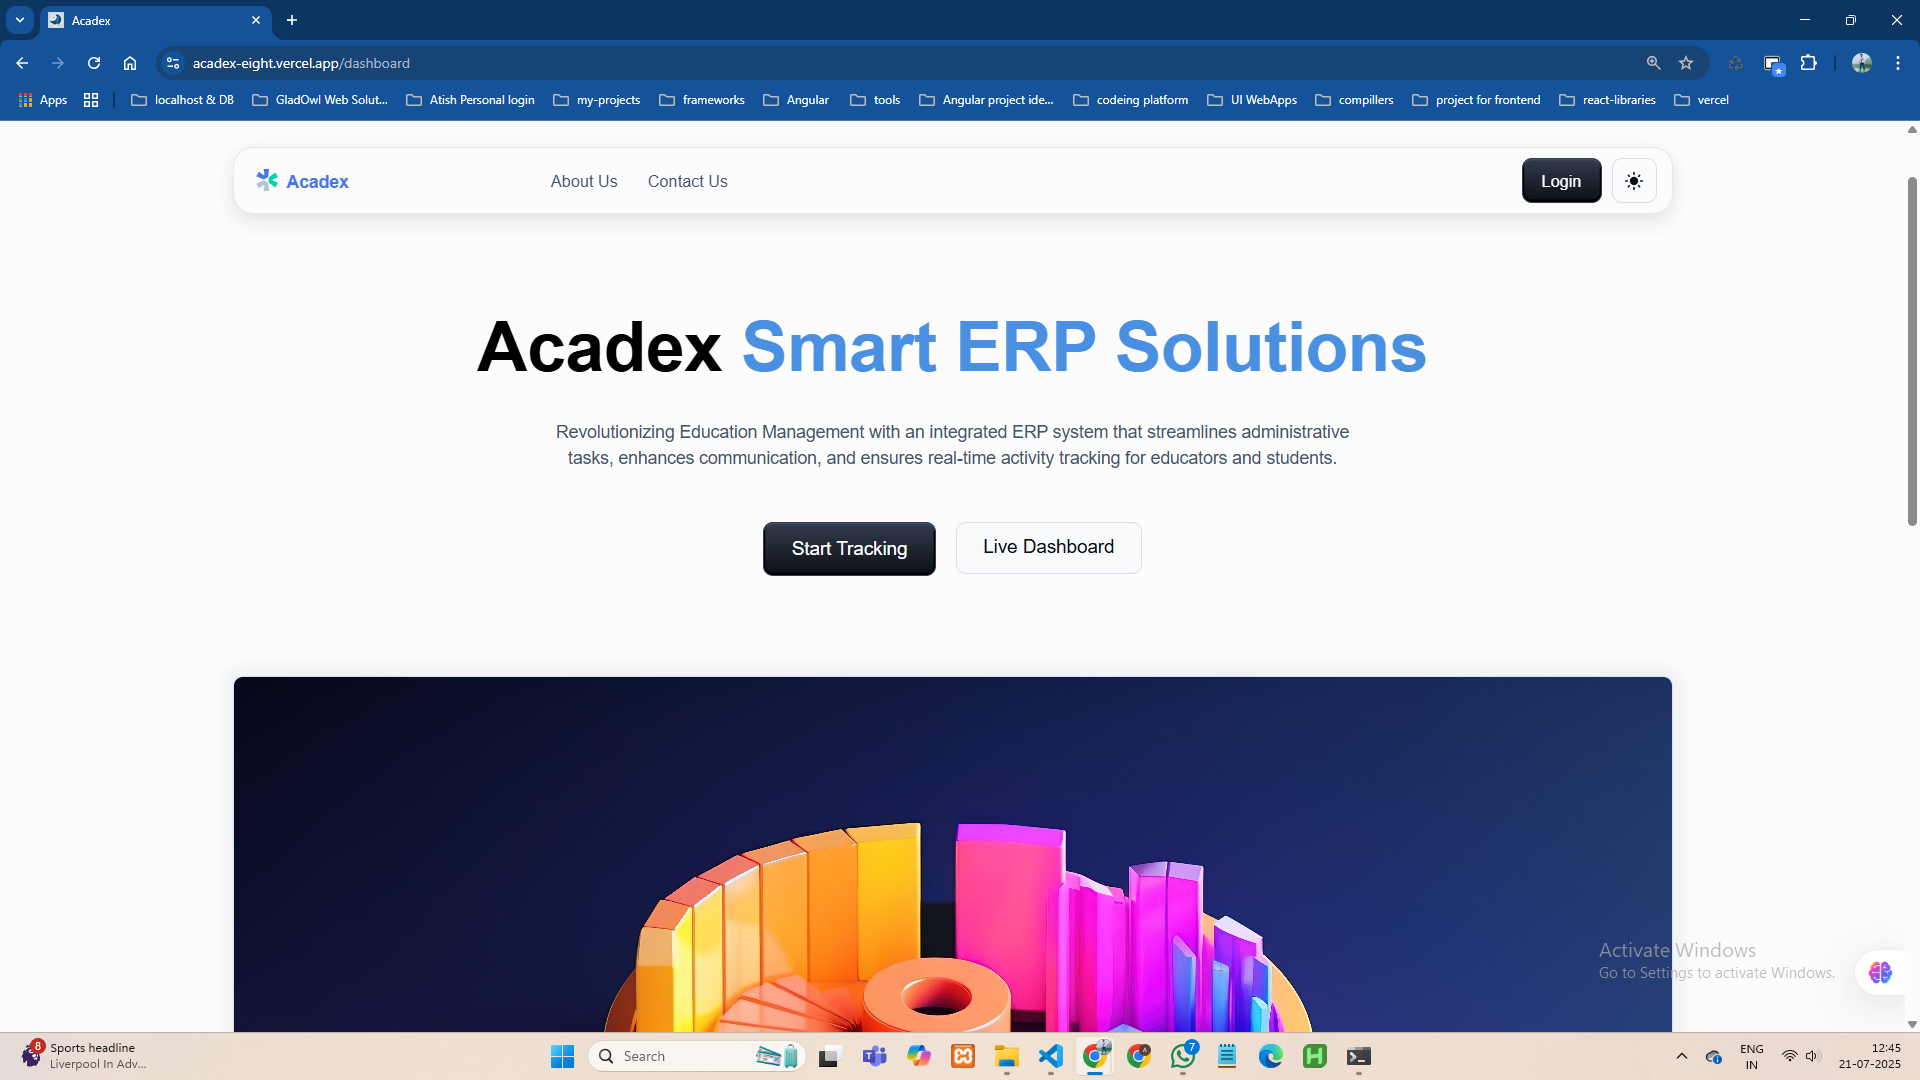 Acadex
acadex-eight.vercel.app/dashboard
Apps
localhost & DB
GladOwl Web Solut...
Atish Personal login
my-projects
frameworks
Angular
tools
Angular project ide...
codeing platform
UI WebApps
compillers
project for frontend
react-libraries
vercel
Acadex
About Us
Contact Us
Login
Acadex Smart ERP Solutions
Revolutionizing Education Management with an integrated ERP system that streamlines administrative
tasks, enhances communication, and ensures real-time activity tracking for educators and students.
Start Tracking
Live Dashboard
Activate Windows
Go to Settings to activate Windows.
8
Sports headline
Liverpool In Adv...
Search
A
7
ENG
IN
12:45
21-07-2025